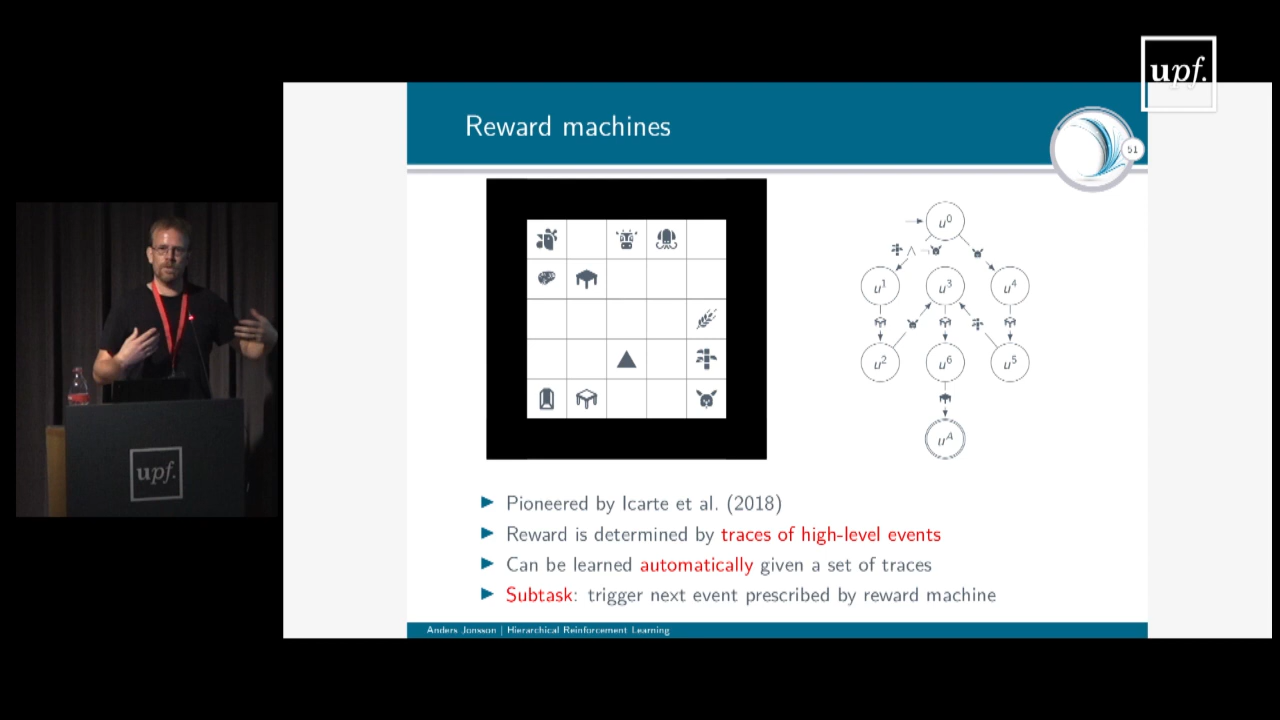 upf.
Reward machines
51
u⁰
∧ ¬
u¹
u³
u⁴
u²
u⁶
u⁵
uᴬ
upf.
▶ Pioneered by Icarte et al. (2018)
▶ Reward is determined by traces of high-level events
▶ Can be learned automatically given a set of traces
▶ Subtask: trigger next event prescribed by reward machine
Anders Jonsson | Hierarchical Reinforcement Learning